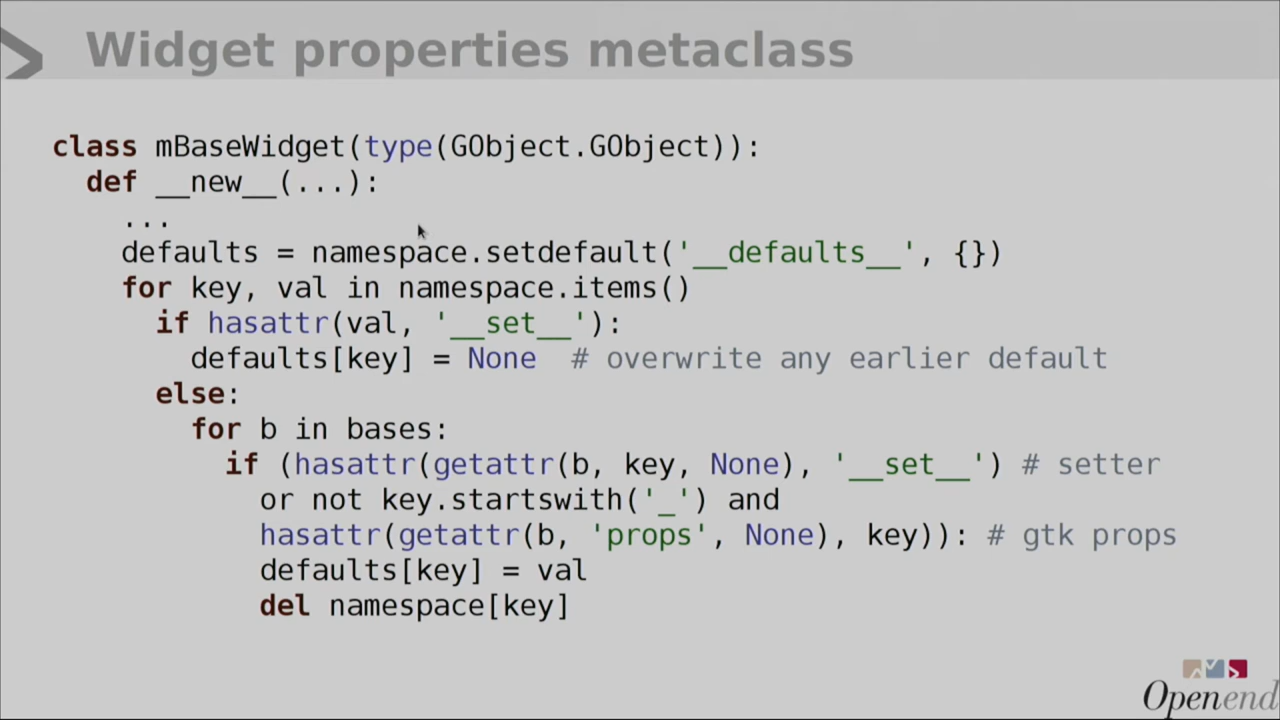 Widget properties metaclass
class mBaseWidget(type(GObject.GObject)):
def __new__(...):
...
defaults = namespace.setdefault('__defaults__', {})
for key, val in namespace.items()
if hasattr(val, '__set__'):
defaults[key] = None # overwrite any earlier default
else:
for b in bases:
if (hasattr(getattr(b, key, None), '__set__') # setter
or not key.startswith('_') and
hasattr(getattr(b, 'props', None), key)): # gtk props
defaults[key] = val
del namespace[key]
Openend